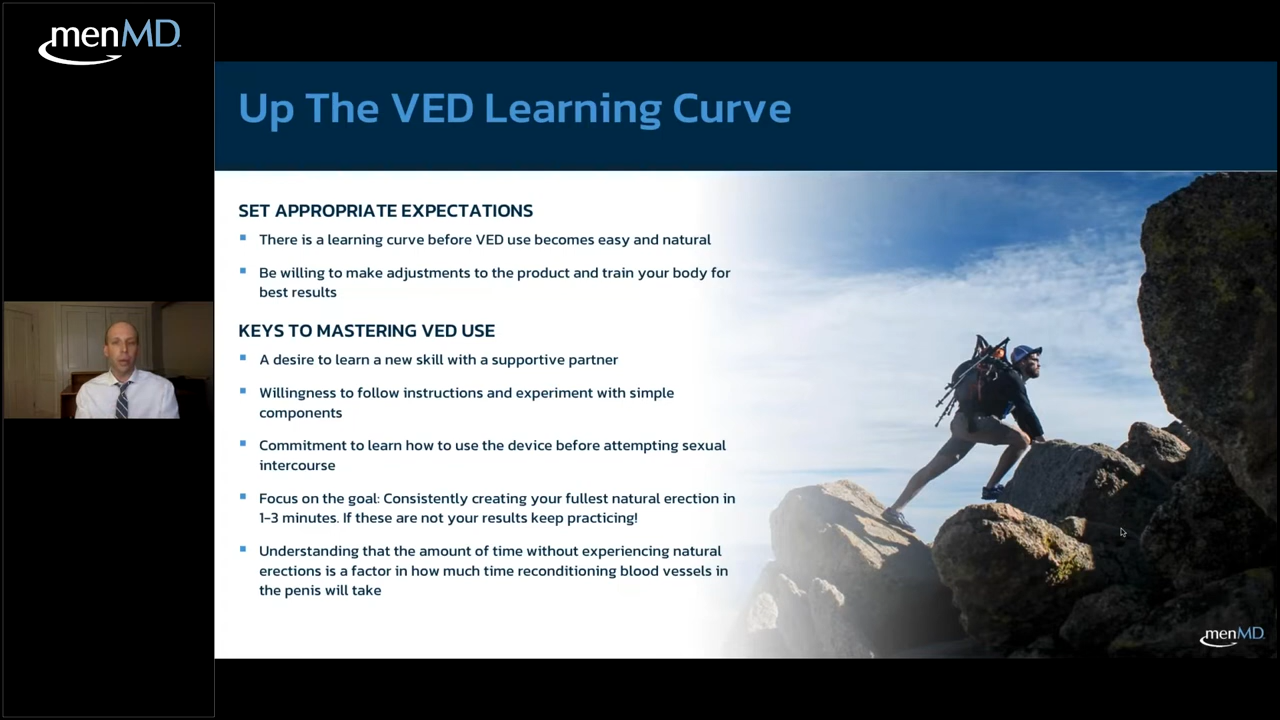 menMD
Up The VED Learning Curve
SET APPROPRIATE EXPECTATIONS
There is a learning curve before VED use becomes easy and natural
Be willing to make adjustments to the product and train your body for
best results
KEYS TO MASTERING VED USE
A desire to learn a new skill with a supportive partner
Willingness to follow instructions and experiment with simple
components
Commitment to learn how to use the device before attempting sexual
intercourse
Focus on the goal: Consistently creating your fullest natural erection in
1-3 minutes. If these are not your results keep practicing!
Understanding that the amount of time without experiencing natural
erections is a factor in how much time reconditioning blood vessels in
the penis will take
menMD